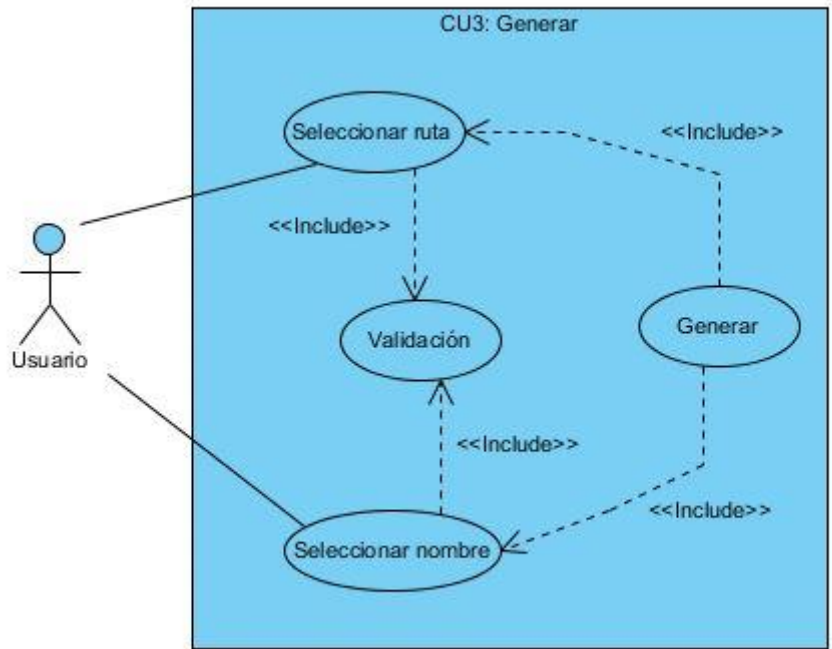 CU3: Generar
Seleccionar ruta
<<Include>>
<<Include>>
Usuario
Validación
Generar
<<Include>>
<<Include>>
Seleccionar nombre